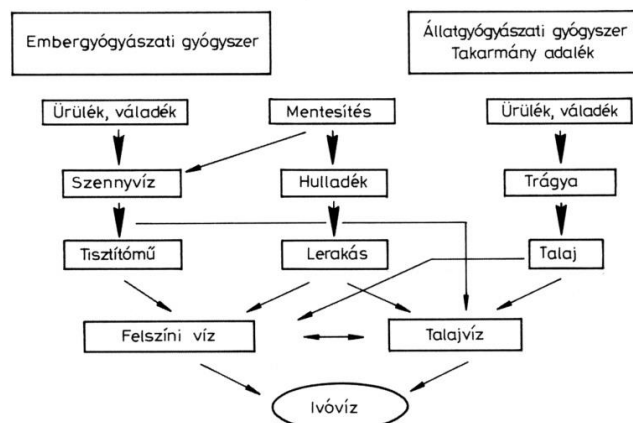 Embergyógyászati gyógyszer
Állatgyógyászati gyógyszer
Takarmány adalék
Ürülék, váladék
Mentesítés
Ürülék, váladék
Szennyvíz
Hulladék
Trágya
Tisztítómű
Lerakás
Talaj
Felszíni víz
Talajvíz
Ivóvíz